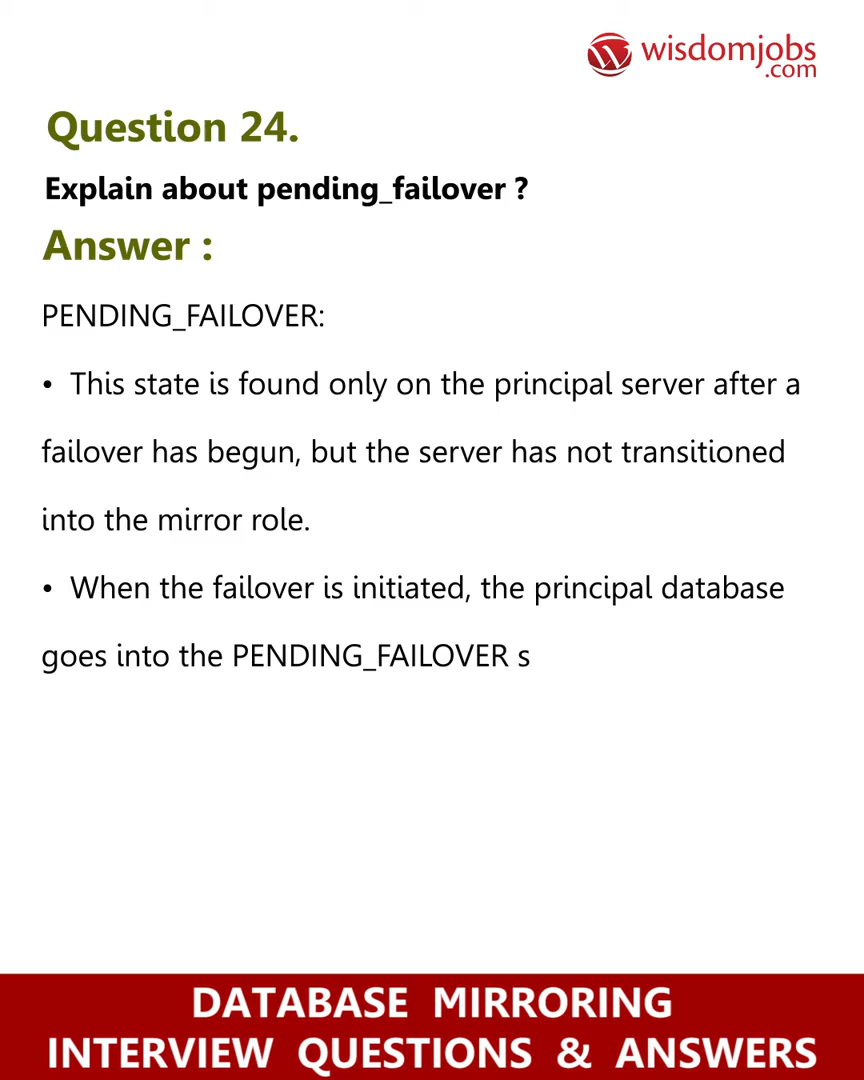 wisdomjobs
.com
Question 24.
Explain about pending_failover ?
Answer :
PENDING_FAILOVER:
• This state is found only on the principal server after a
failover has begun, but the server has not transitioned
into the mirror role.
• When the failover is initiated, the principal database
goes into the PENDING_FAILOVER s
DATABASE MIRRORING
INTERVIEW QUESTIONS & ANSWERS